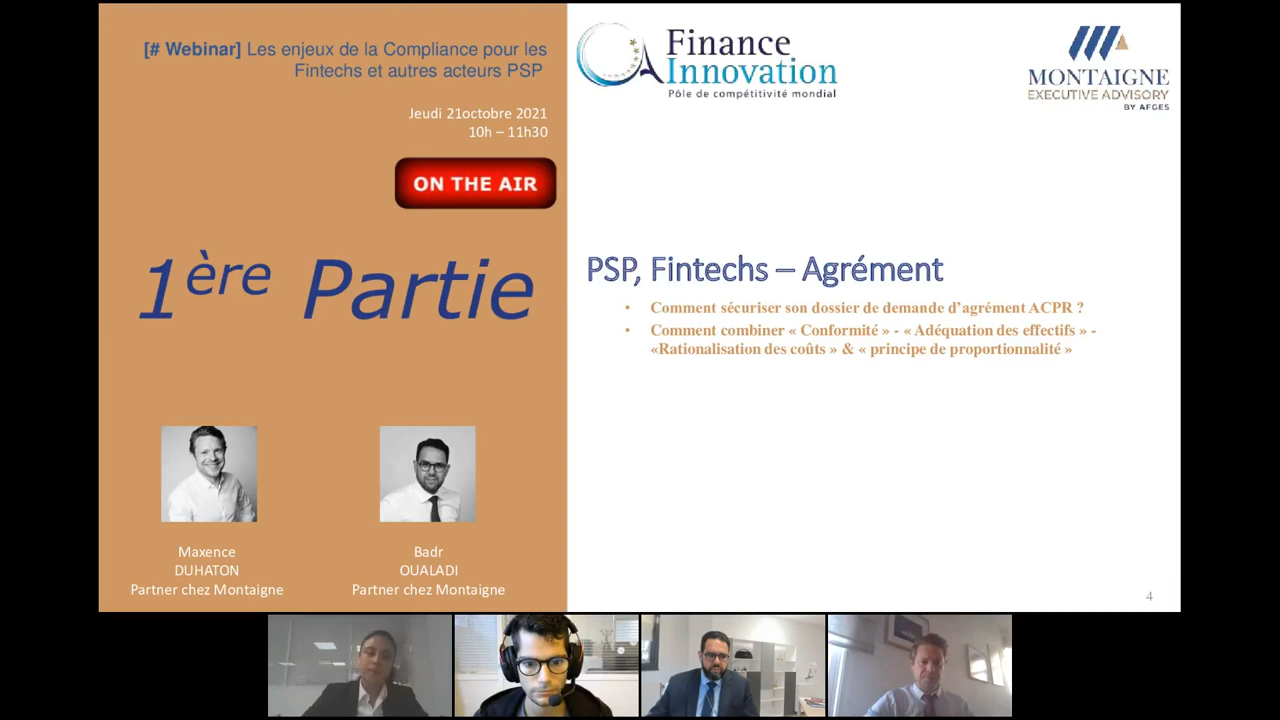 [# Webinar] Les enjeux de la Compliance pour les
Fintechs et autres acteurs PSP
Jeudi 21octobre 2021
10h – 11h30
ON THE AIR
1ère Partie
Maxence
DUHATON
Partner chez Montaigne
Badr
OUALADI
Partner chez Montaigne
Finance
Innovation
Pôle de compétitivité mondial
MONTAIGNE
EXECUTIVE ADVISORY
BY AFGES
PSP, Fintechs – Agrément
• Comment sécuriser son dossier de demande d’agrément ACPR ?
• Comment combiner « Conformité » - « Adéquation des effectifs » -
«Rationalisation des coûts » & « principe de proportionnalité »
4